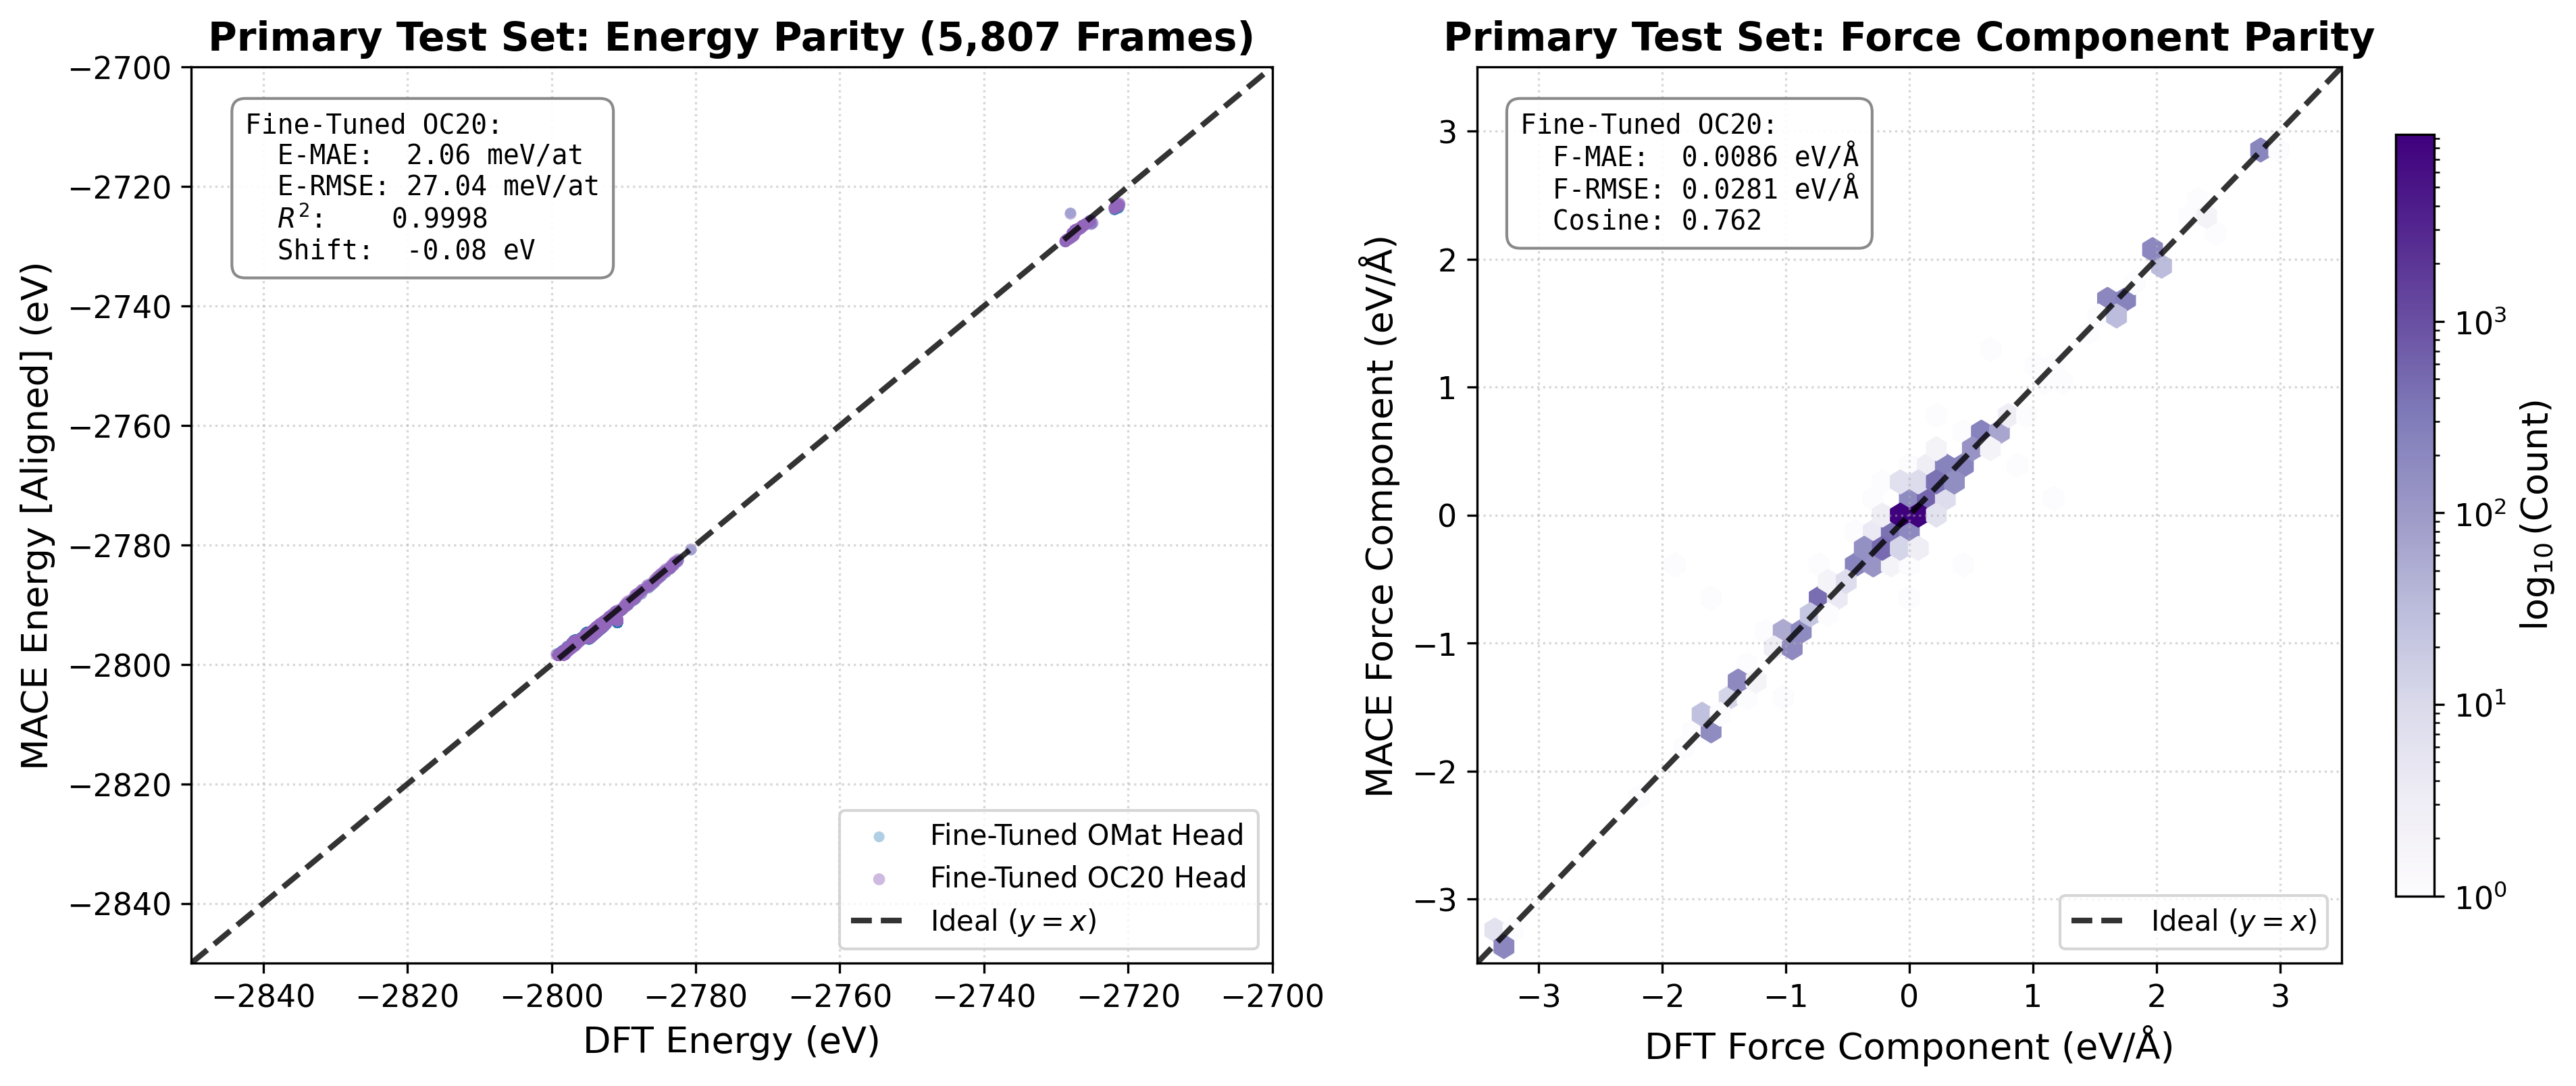 Primary Test Set: Energy Parity (5,807 Frames)
MACE Energy [Aligned] (eV)
−2700
−2720
−2740
−2760
−2780
−2800
−2820
−2840
Fine-Tuned OC20:
E-MAE: 2.06 meV/at
E-RMSE: 27.04 meV/at
R²: 0.9998
Shift: -0.08 eV
Fine-Tuned OMat Head
Fine-Tuned OC20 Head
Ideal (y = x)
−2840 −2820 −2800 −2780 −2760 −2740 −2720 −2700
DFT Energy (eV)
Primary Test Set: Force Component Parity
MACE Force Component (eV/Å)
3
2
1
0
−1
−2
−3
Fine-Tuned OC20:
F-MAE: 0.0086 eV/Å
F-RMSE: 0.0281 eV/Å
Cosine: 0.762
Ideal (y = x)
−3 −2 −1 0 1 2 3
DFT Force Component (eV/Å)
10³
10²
10¹
10⁰
log₁₀(Count)